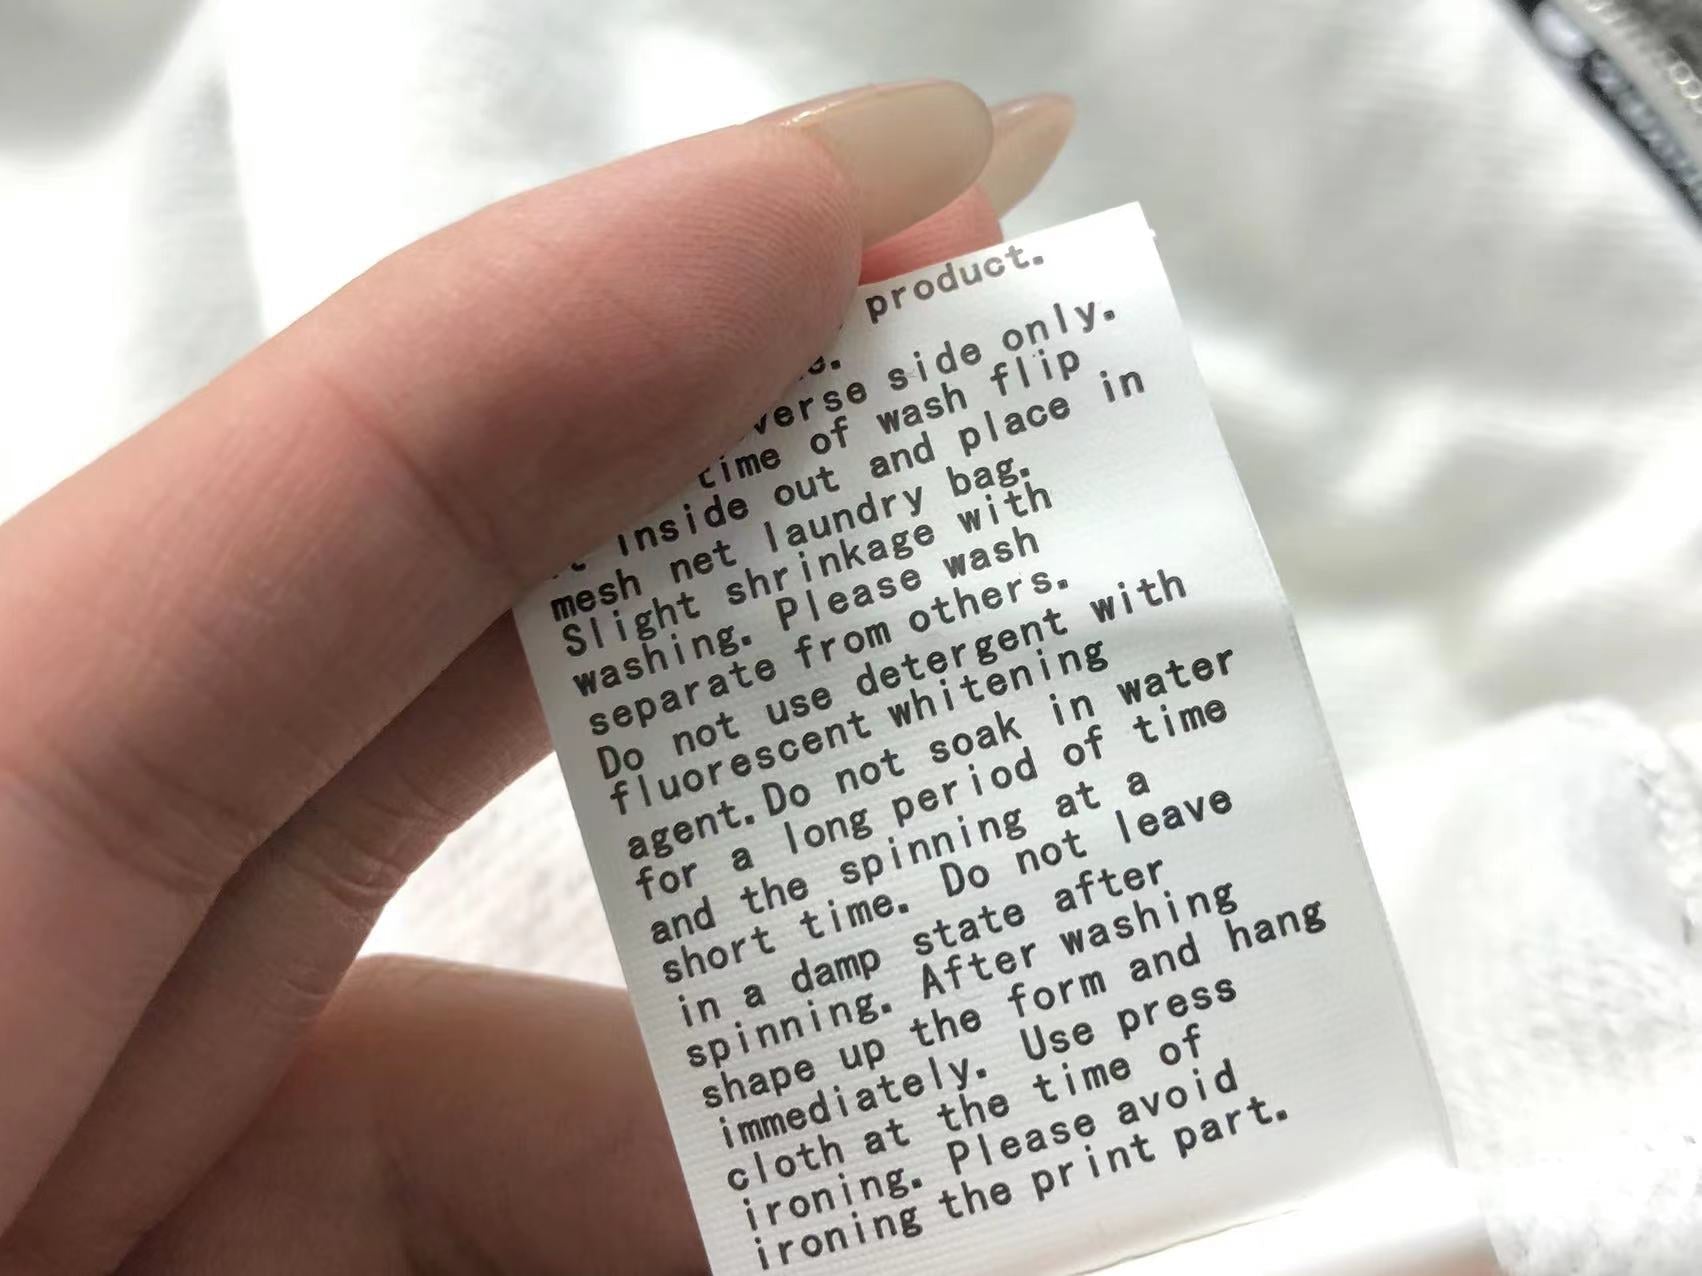 product.
side only.
time of wash flip
inside out and place in
mesh net laundry bag.
Slight shrinkage with
washing. Please wash
separate from others.
Do not use detergent with
fluorescent whitening
agent. Do not soak in water
for a long period of time
and the spinning at a
short time. Do not leave
in a damp state after
spinning. After washing
shape up the form and hang
immediately. Use press
cloth at the time of
ironing. Please avoid
ironing the print part.